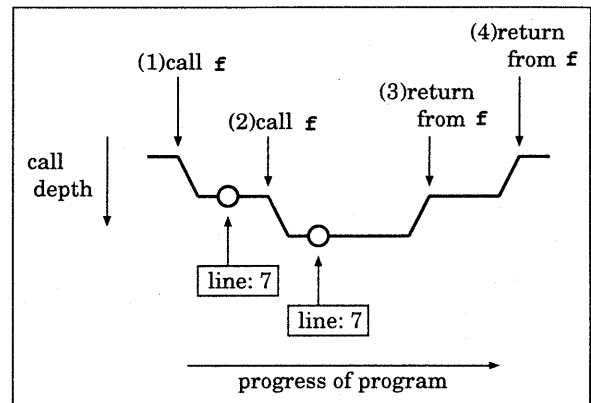 (4)return
from f
(1)call f
(3)return
from f
(2)call f
call
depth
line: 7
line: 7
progress of program